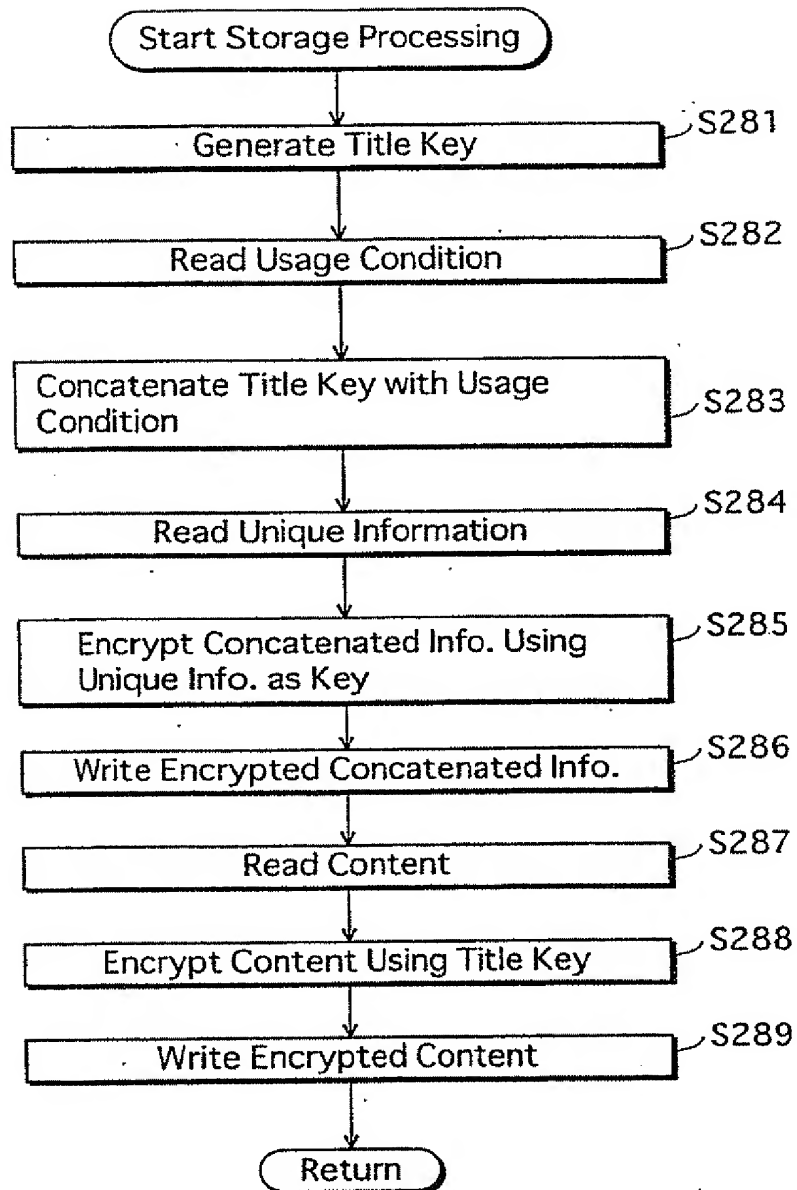 Start Storage Processing
S281
Generate Title Key
S282
Read Usage Condition
Concatenate Title Key with Usage
Condition
S283
S284
Read Unique Information
S285
Encrypt Concatenated Info. Using
Unique Info. as Key
S286
Write Encrypted Concatenated Info.
S287
Read Content
S288
Encrypt Content Using Title Key
S289
Write Encrypted Content
Return